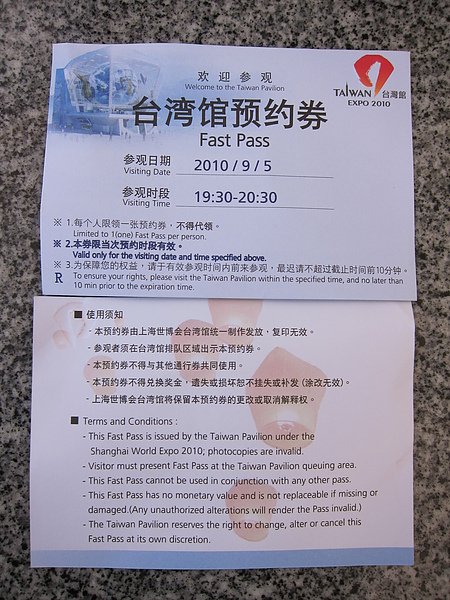 欢迎参观
Welcome to the Taiwan Pavilion
台湾馆预约券
Fast Pass
TAIWAN 台灣館
EXPO 2010
参观日期 2010 / 9 / 5
Visiting Date
参观时段 19:30-20:30
Visiting Time
※ 1.每个人限领一张预约券，不得代领。
Limited to 1(one) Fast Pass per person.
※ 2.本券限当次预约时段有效。
Valid only for the visiting date and time specified above.
※ 3.为保障您的权益，请于有效参观时间内前来参观，最迟请不超过截止时间前10分钟。
R To ensure your rights, please visit the Taiwan Pavilion within the specified time, and no later than
10 min prior to the expiration time.
■ 使用须知
- 本预约券由上海世博会台湾馆统一制作发放，复印无效。
- 参观者须在台湾馆排队区域出示本预约券。
- 本预约券不得与其他通行券共同使用。
- 本预约券不得兑换奖金，遗失或损坏恕不挂失或补发 (涂改无效)。
- 上海世博会台湾馆将保留本预约券的更改或取消解释权。
■ Terms and Conditions :
- This Fast Pass is issued by the Taiwan Pavilion under the
Shanghai World Expo 2010; photocopies are invalid.
- Visitor must present Fast Pass at the Taiwan Pavilion queuing area.
- This Fast Pass cannot be used in conjunction with any other pass.
- This Fast Pass has no monetary value and is not replaceable if missing or
damaged.(Any unauthorized alterations will render the Pass invalid.)
- The Taiwan Pavilion reserves the right to change, alter or cancel this
Fast Pass at its own discretion.